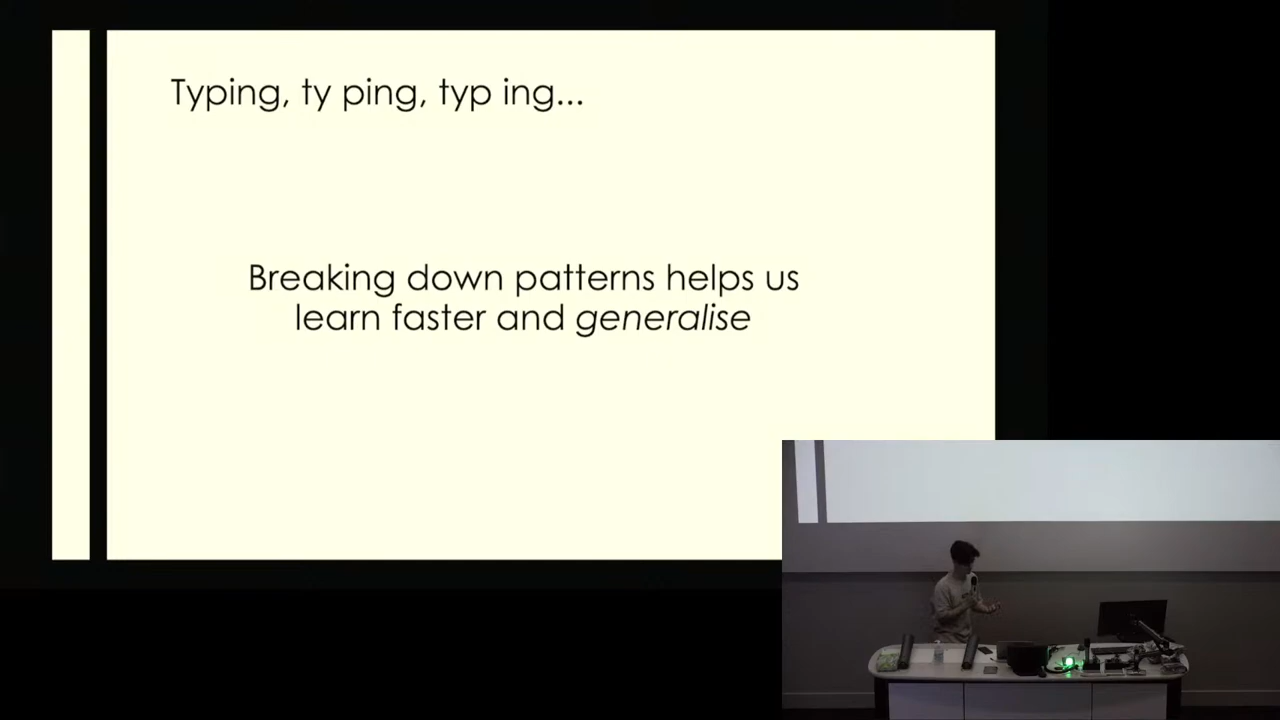 Typing, ty ping, typ ing...
Breaking down patterns helps us
learn faster and generalise